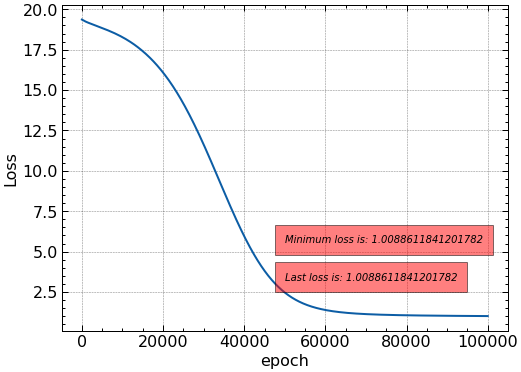 20.0
17.5
15.0
12.5
10.0
7.5
5.0
2.5
Loss
Minimum loss is: 1.0088611841201782
Last loss is: 1.0088611841201782
0 20000 40000 60000 80000 100000
epoch